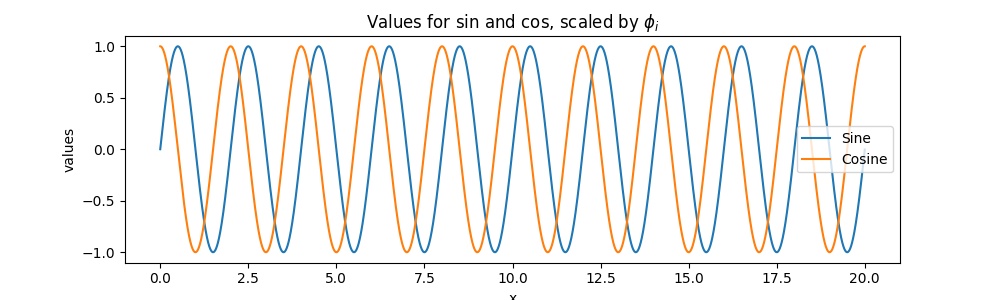 Values for sin and cos, scaled by ϕᵢ
1.0
0.5
0.0
−0.5
−1.0
values
Sine
Cosine
0.0 2.5 5.0 7.5 10.0 12.5 15.0 17.5 20.0
x